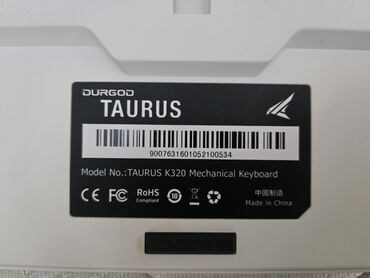 DURGOD
TAURUS
9007631601052100534
Model No.:TAURUS K320 Mechanical Keyboard
CE FC RoHS
Compliant
10
中国制造
Made in China